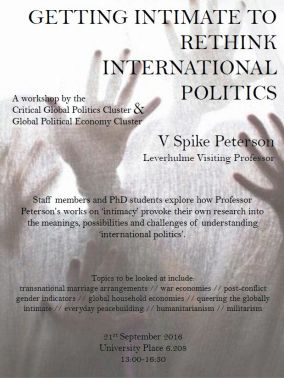 GETTING INTIMATE TO
RETHINK
INTERNATIONAL
POLITICS
A workshop by the
Critical Global Politics Cluster &
Global Political Economy Cluster
V Spike Peterson
Leverhulme Visiting Professor
Staff members and PhD students explore how Professor
Peterson's works on 'intimacy' provoke their own research into
the meanings, possibilities and challenges of understanding
'international politics'.
Topics to be looked at include:
transnational marriage arrangements // war economies // post-conflict
gender indicators // global household economies // queering the globally
intimate // everyday peacebuilding // humanitarianism // militarism
21st September 2016
University Place 6.208
13:00-16:30